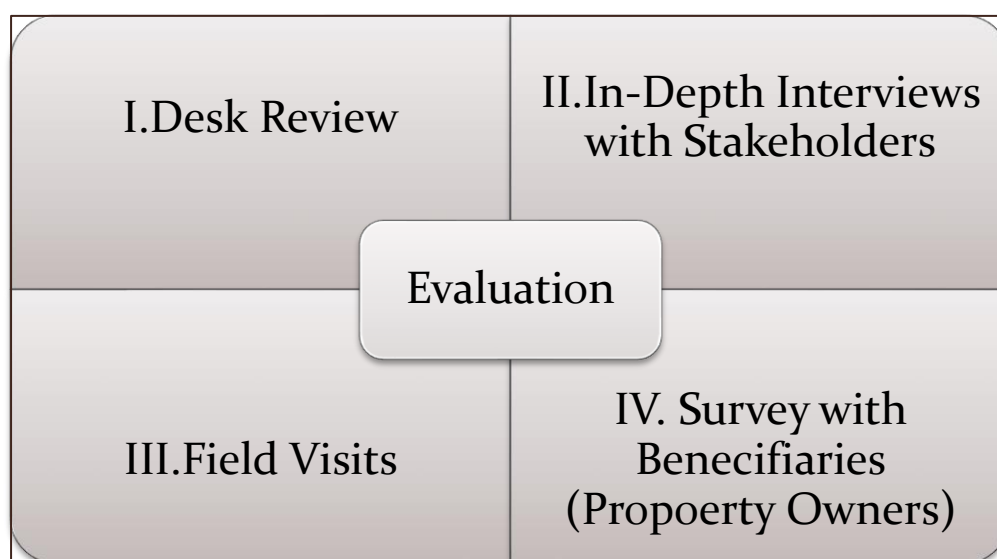 I.Desk Review
II.In-Depth Interviews
with Stakeholders
Evaluation
III.Field Visits
IV. Survey with
Benecifiaries
(Propoerty Owners)